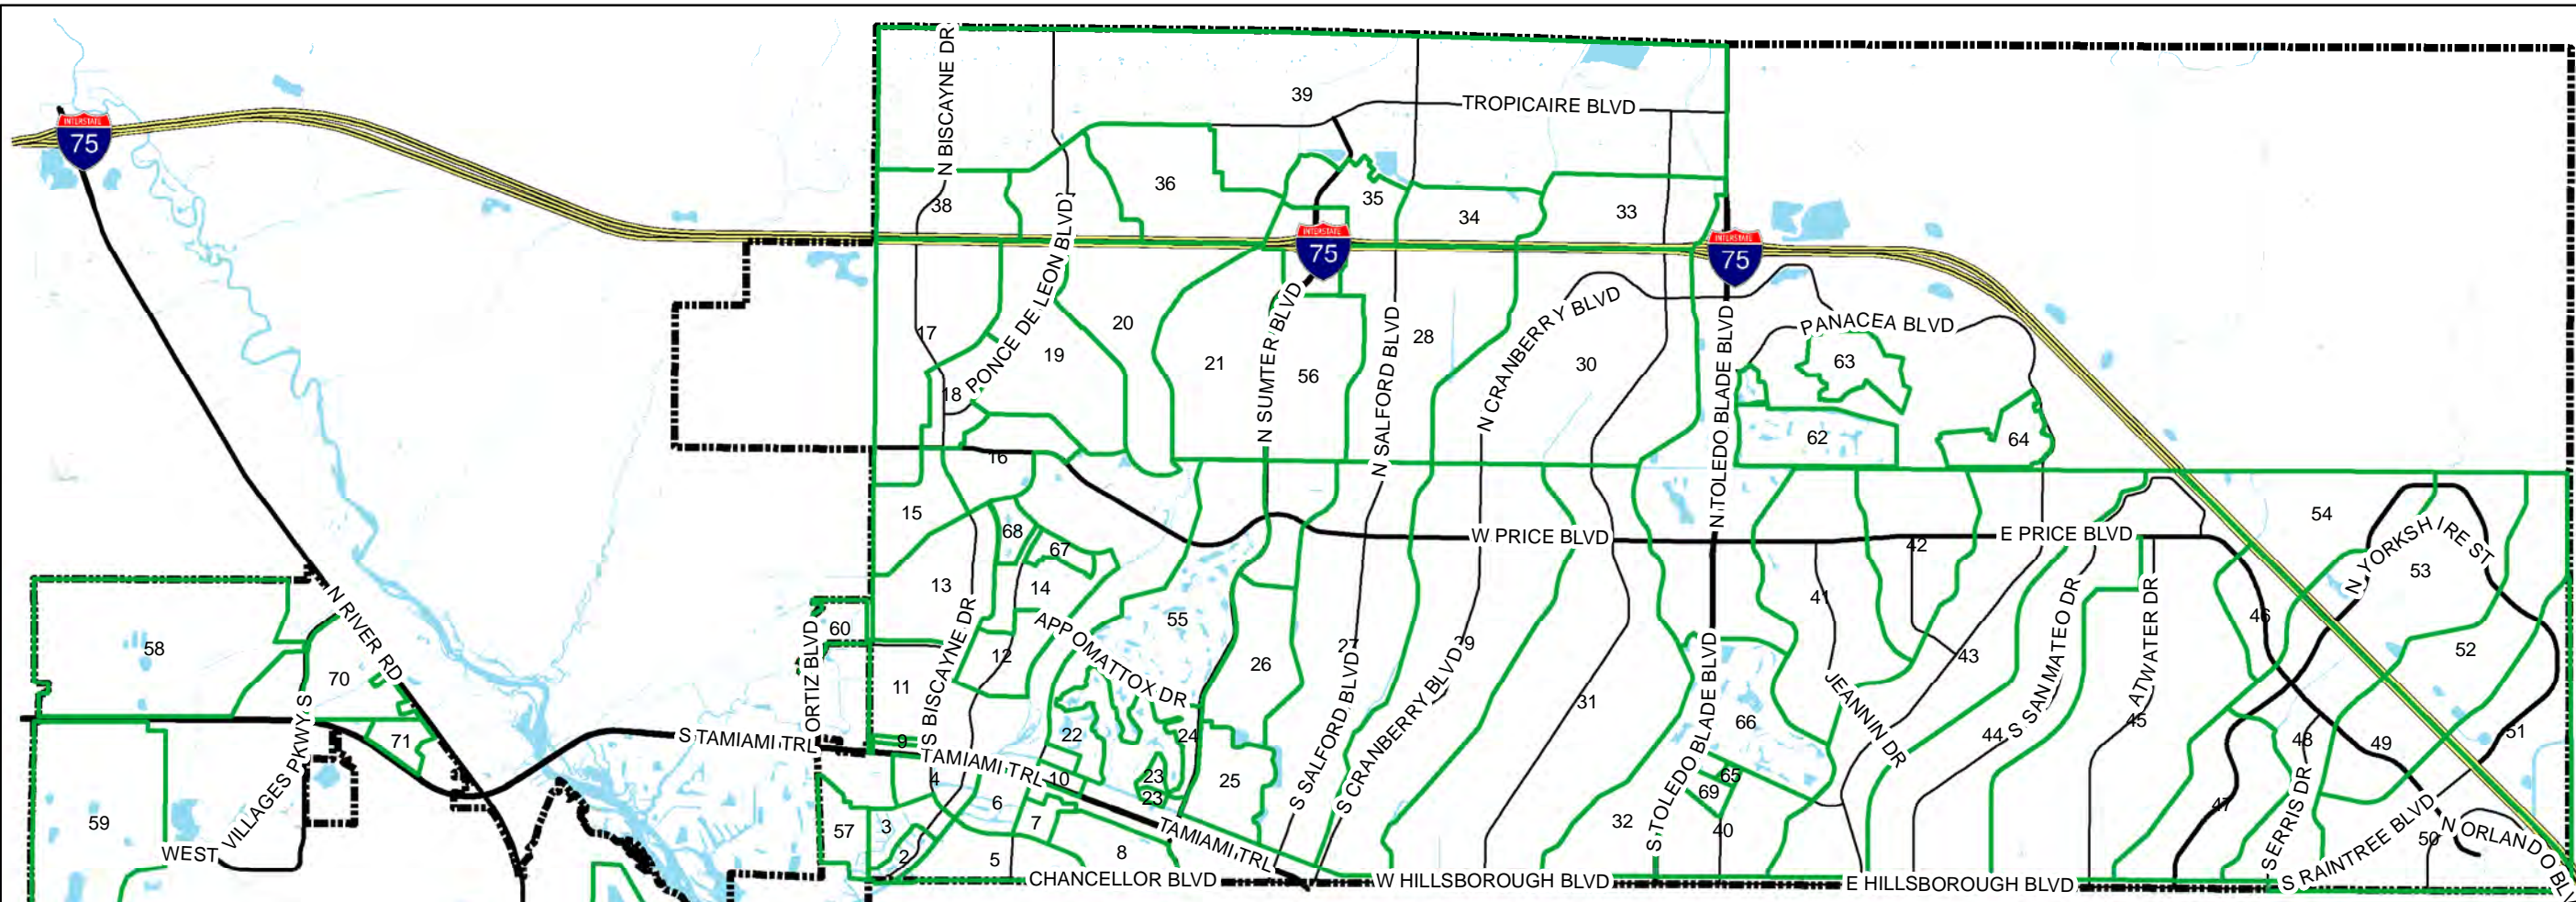 N BISCAYNE DR
39
TROPICAIRE BLVD
INTERSTATE
75
36
35
38
34
33
INTERSTATE
75
INTERSTATE
75
PONCE DE LEON BLVD
17
20
19
18
21
N SUMTER BLVD
56
N SALFORD BLVD
28
N CRANBERRY BLVD
30
N TOLEDO BLADE BLVD
PANACEA BLVD
63
62
64
16
15
68
67
W PRICE BLVD
42
E PRICE BLVD
54
N YORKSHIRE ST
53
13
14
APPOMATTOX DR
55
41
46
58
N RIVER RD
60
ORTIZ BLVD
12
S BISCAYNE DR
26
27
29
43
S SAN MATEO DR
ATWATER DR
52
70
11
31
JEANNIN DR
66
71
S TAMIAMI TRL
9
22
24
44
45
48
49
51
WEST VILLAGES PKWY S
TAMIAMI TRL
4
10
23
23
25
S SALFORD BLVD
S CRANBERRY BLVD
S TOLEDO BLADE BLVD
65
69
6
47
SERRIS DR
59
57
3
7
TAMIAMI TRL
32
40
S RAINTREE BLVD
50
N ORLANDO BLV
2
5
8
CHANCELLOR BLVD
W HILLSBOROUGH BLVD
E HILLSBOROUGH BLVD